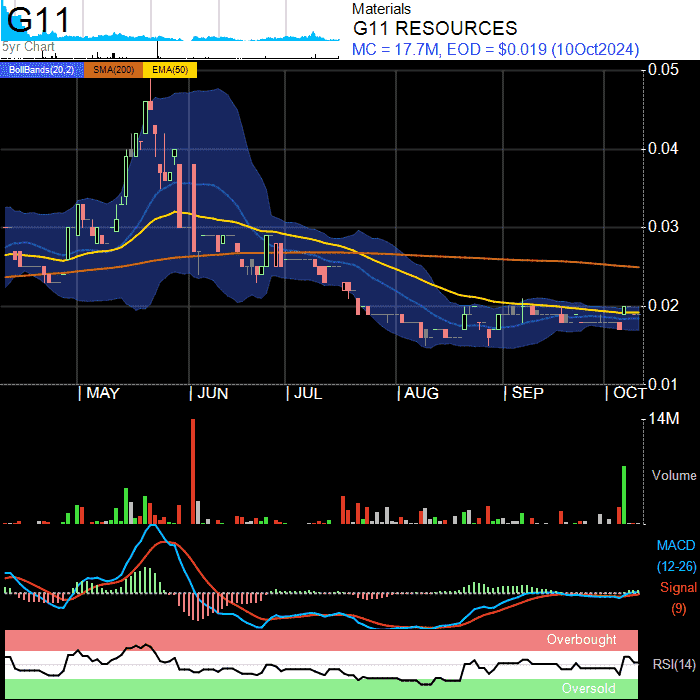 G11
5yr Chart
Materials
G11 RESOURCES
MC = 17.7M, EOD = $0.019 (10Oct2024)
BollBands(20,2) SMA(200) EMA(50)
0.05
0.04
0.03
0.02
0.01
MAY JUN JUL AUG SEP OCT
14M
Volume
MACD
(12-26)
Signal
(9)
Overbought
RSI(14)
Oversold